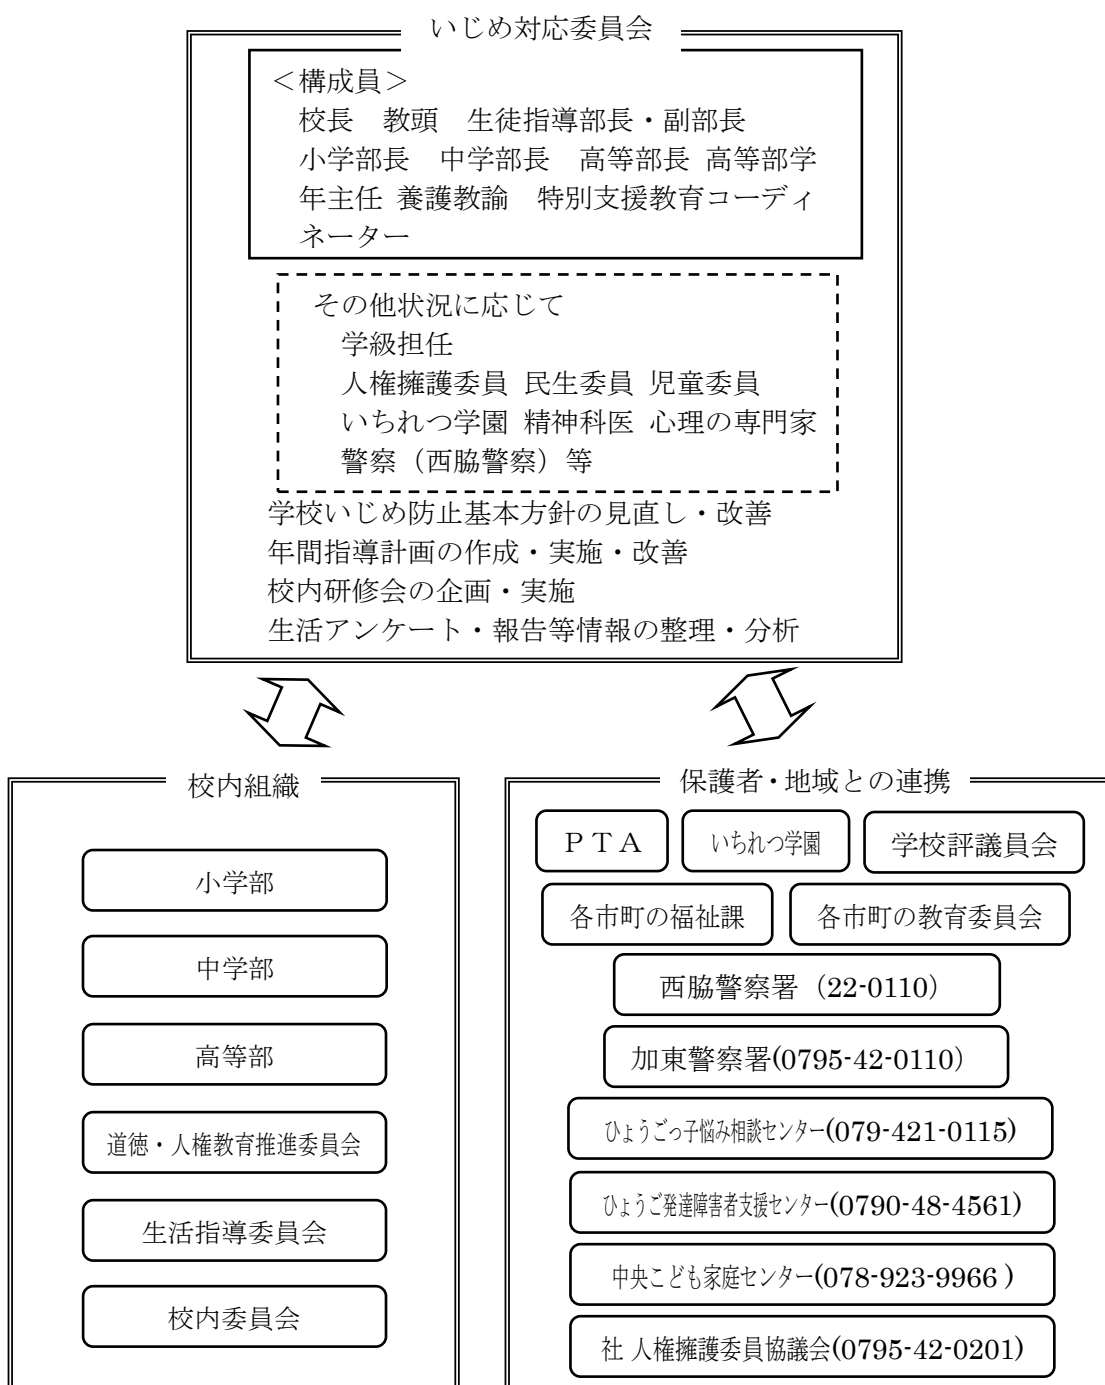 いじめ対応委員会
＜構成員＞
校長　教頭　生徒指導部長・副部長
小学部長　中学部長　高等部長 高等部学
年主任 養護教諭　特別支援教育コーディ
ネーター
その他状況に応じて
学級担任
人権擁護委員 民生委員 児童委員
いちれつ学園 精神科医 心理の専門家
警察（西脇警察）等
学校いじめ防止基本方針の見直し・改善
年間指導計画の作成・実施・改善
校内研修会の企画・実施
生活アンケート・報告等情報の整理・分析
校内組織
小学部
中学部
高等部
道徳・人権教育推進委員会
生活指導委員会
校内委員会
保護者・地域との連携
ＰＴＡ
いちれつ学園
学校評議員会
各市町の福祉課
各市町の教育委員会
西脇警察署（22-0110）
加東警察署(0795-42-0110）
ひょうごっ子悩み相談センター(079-421-0115)
ひょうご発達障害者支援センター(0790-48-4561)
中央こども家庭センター(078-923-9966 )
社 人権擁護委員協議会(0795-42-0201)